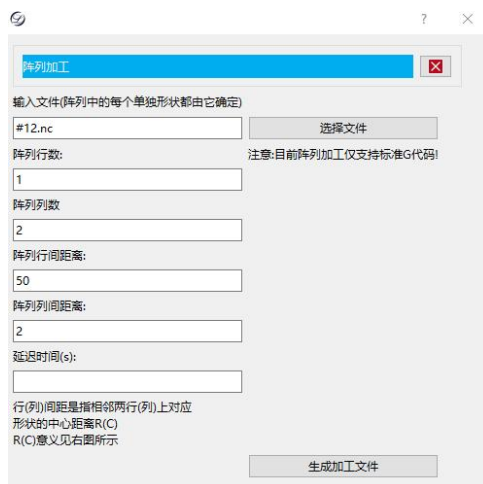 阵列加工
输入文件(阵列中的每个单独形状都由它确定)
#12.nc
选择文件
阵列行数:
注意:目前阵列加工仅支持标准G代码!
1
阵列列数
2
阵列行间距离:
50
阵列列间距离:
2
延迟时间(s):
行(列)间距是指相邻两行(列)上对应
形状的中心距离R(C)
R(C)意义见右图所示
生成加工文件